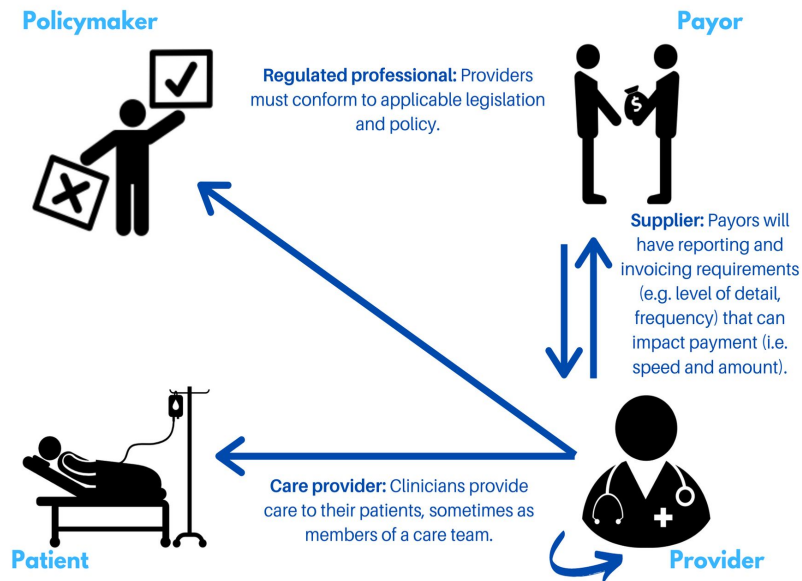 Policymaker
Payor
Regulated professional: Providers
must conform to applicable legislation
and policy.
$
Supplier: Payors will
have reporting and
invoicing requirements
(e.g. level of detail,
frequency) that can
impact payment (i.e.
speed and amount).
Care provider: Clinicians provide
care to their patients, sometimes as
members of a care team.
Patient
Provider